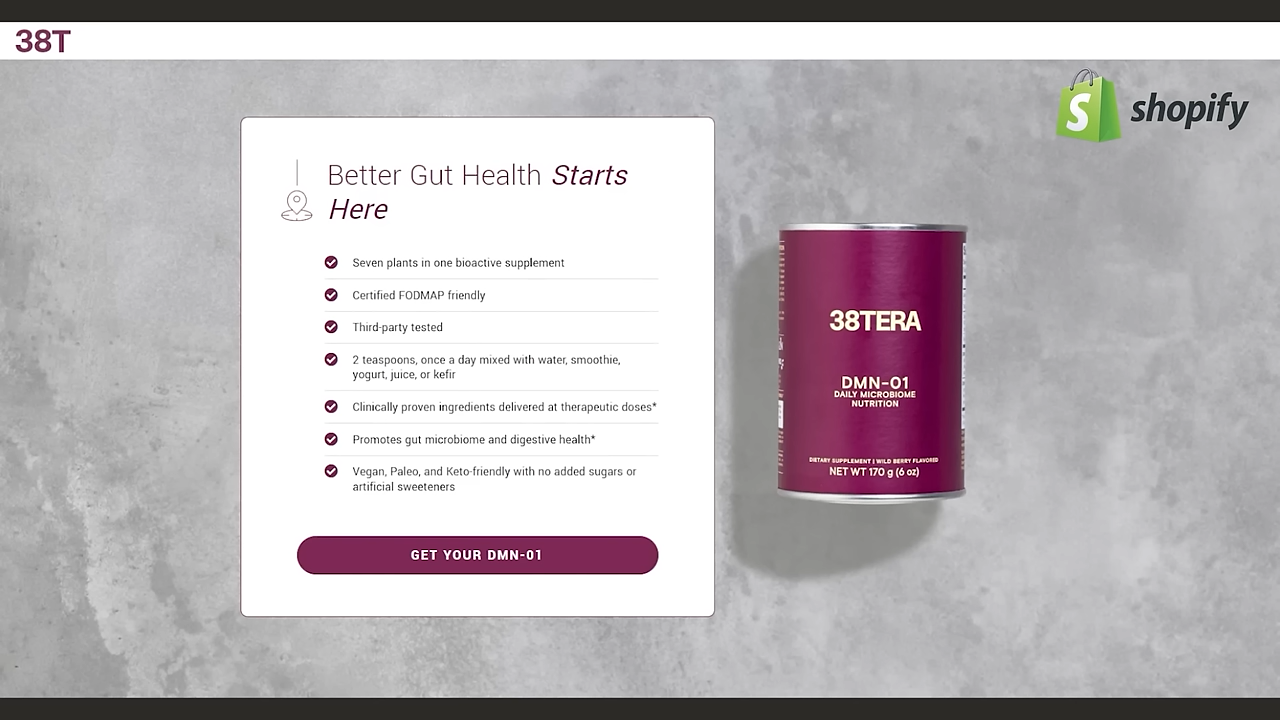 38T
shopify
Better Gut Health Starts
Here
Seven plants in one bioactive supplement
Certified FODMAP friendly
Third-party tested
2 teaspoons, once a day mixed with water, smoothie,
yogurt, juice, or kefir
Clinically proven ingredients delivered at therapeutic doses*
Promotes gut microbiome and digestive health*
Vegan, Paleo, and Keto-friendly with no added sugars or
artificial sweeteners
GET YOUR DMN-01
38TERA
DMN-01
DAILY MICROBIOME
NUTRITION
DIETARY SUPPLEMENT | WILD BERRY FLAVORED
NET WT 170 g (6 oz)